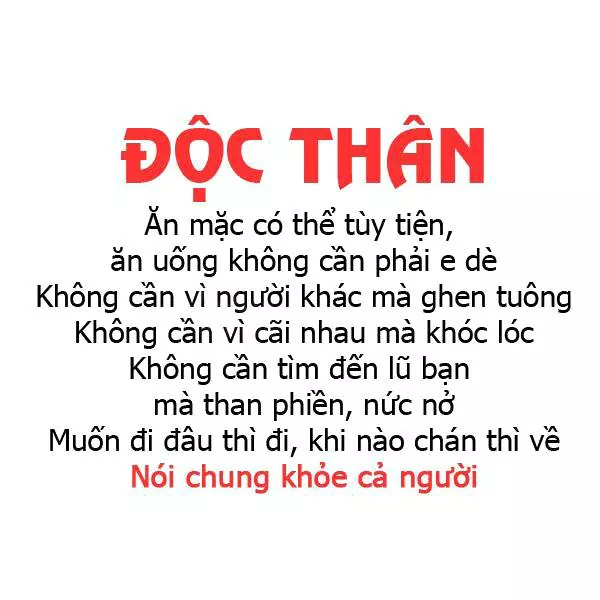 ĐỘC THÂN
Ăn mặc có thể tùy tiện,
ăn uống không cần phải e dè
Không cần vì người khác mà ghen tuông
Không cần vì cãi nhau mà khóc lóc
Không cần tìm đến lũ bạn
mà than phiền, nức nở
Muốn đi đâu thì đi, khi nào chán thì về
Nói chung khỏe cả người